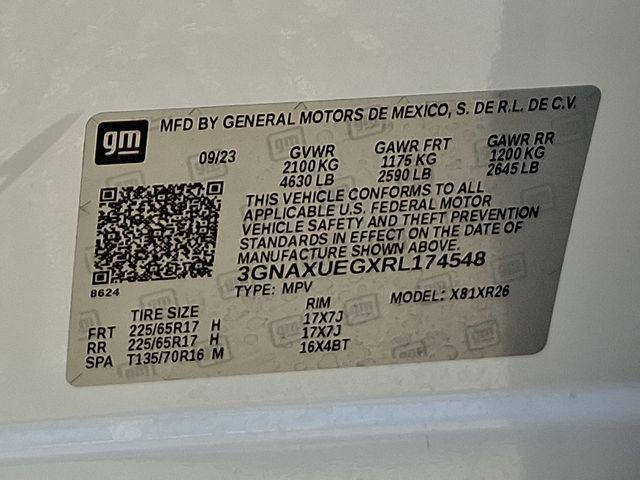 gm MFD BY GENERAL MOTORS DE MEXICO, S. DE R.L. DE C.V.
09/23 GVWR GAWR FRT GAWR RR
2100 KG 1175 KG 1200 KG
4630 LB 2590 LB 2645 LB
THIS VEHICLE CONFORMS TO ALL
APPLICABLE U.S. FEDERAL MOTOR
VEHICLE SAFETY AND THEFT PREVENTION
STANDARDS IN EFFECT ON THE DATE OF
MANUFACTURE SHOWN ABOVE.
3GNAXUEGXRL174548
8624 TYPE: MPV MODEL: X81XR26
TIRE SIZE RIM
FRT 225/65R17 H 17X7J
RR 225/65R17 H 17X7J
SPA T135/70R16 M 16X4BT